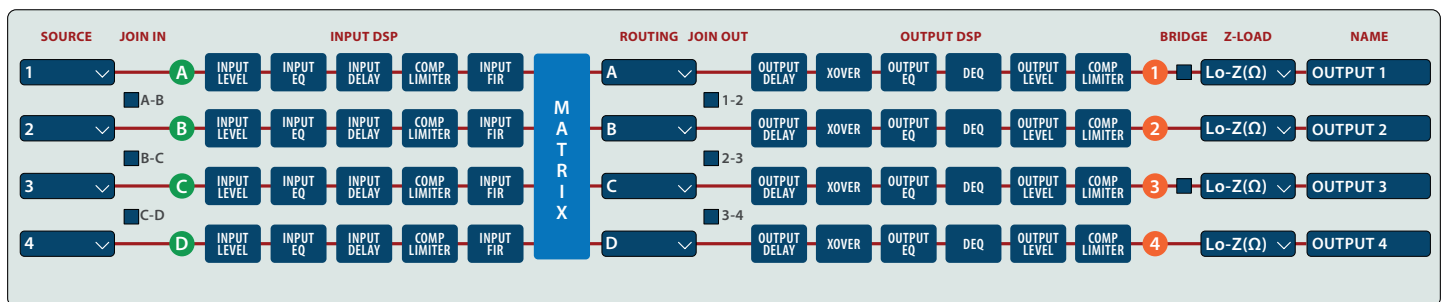 SOURCE JOIN IN INPUT DSP ROUTING JOIN OUT OUTPUT DSP BRIDGE Z-LOAD NAME
1 A INPUT LEVEL INPUT EQ INPUT DELAY COMP LIMITER INPUT FIR A OUTPUT DELAY XOVER OUTPUT EQ DEQ OUTPUT LEVEL COMP LIMITER 1 Lo-Z(Ω) OUTPUT 1
A-B 1-2
2 B INPUT LEVEL INPUT EQ INPUT DELAY COMP LIMITER INPUT FIR B OUTPUT DELAY XOVER OUTPUT EQ DEQ OUTPUT LEVEL COMP LIMITER 2 Lo-Z(Ω) OUTPUT 2
MATRIX
B-C 2-3
3 C INPUT LEVEL INPUT EQ INPUT DELAY COMP LIMITER INPUT FIR C OUTPUT DELAY XOVER OUTPUT EQ DEQ OUTPUT LEVEL COMP LIMITER 3 Lo-Z(Ω) OUTPUT 3
C-D 3-4
4 D INPUT LEVEL INPUT EQ INPUT DELAY COMP LIMITER INPUT FIR D OUTPUT DELAY XOVER OUTPUT EQ DEQ OUTPUT LEVEL COMP LIMITER 4 Lo-Z(Ω) OUTPUT 4